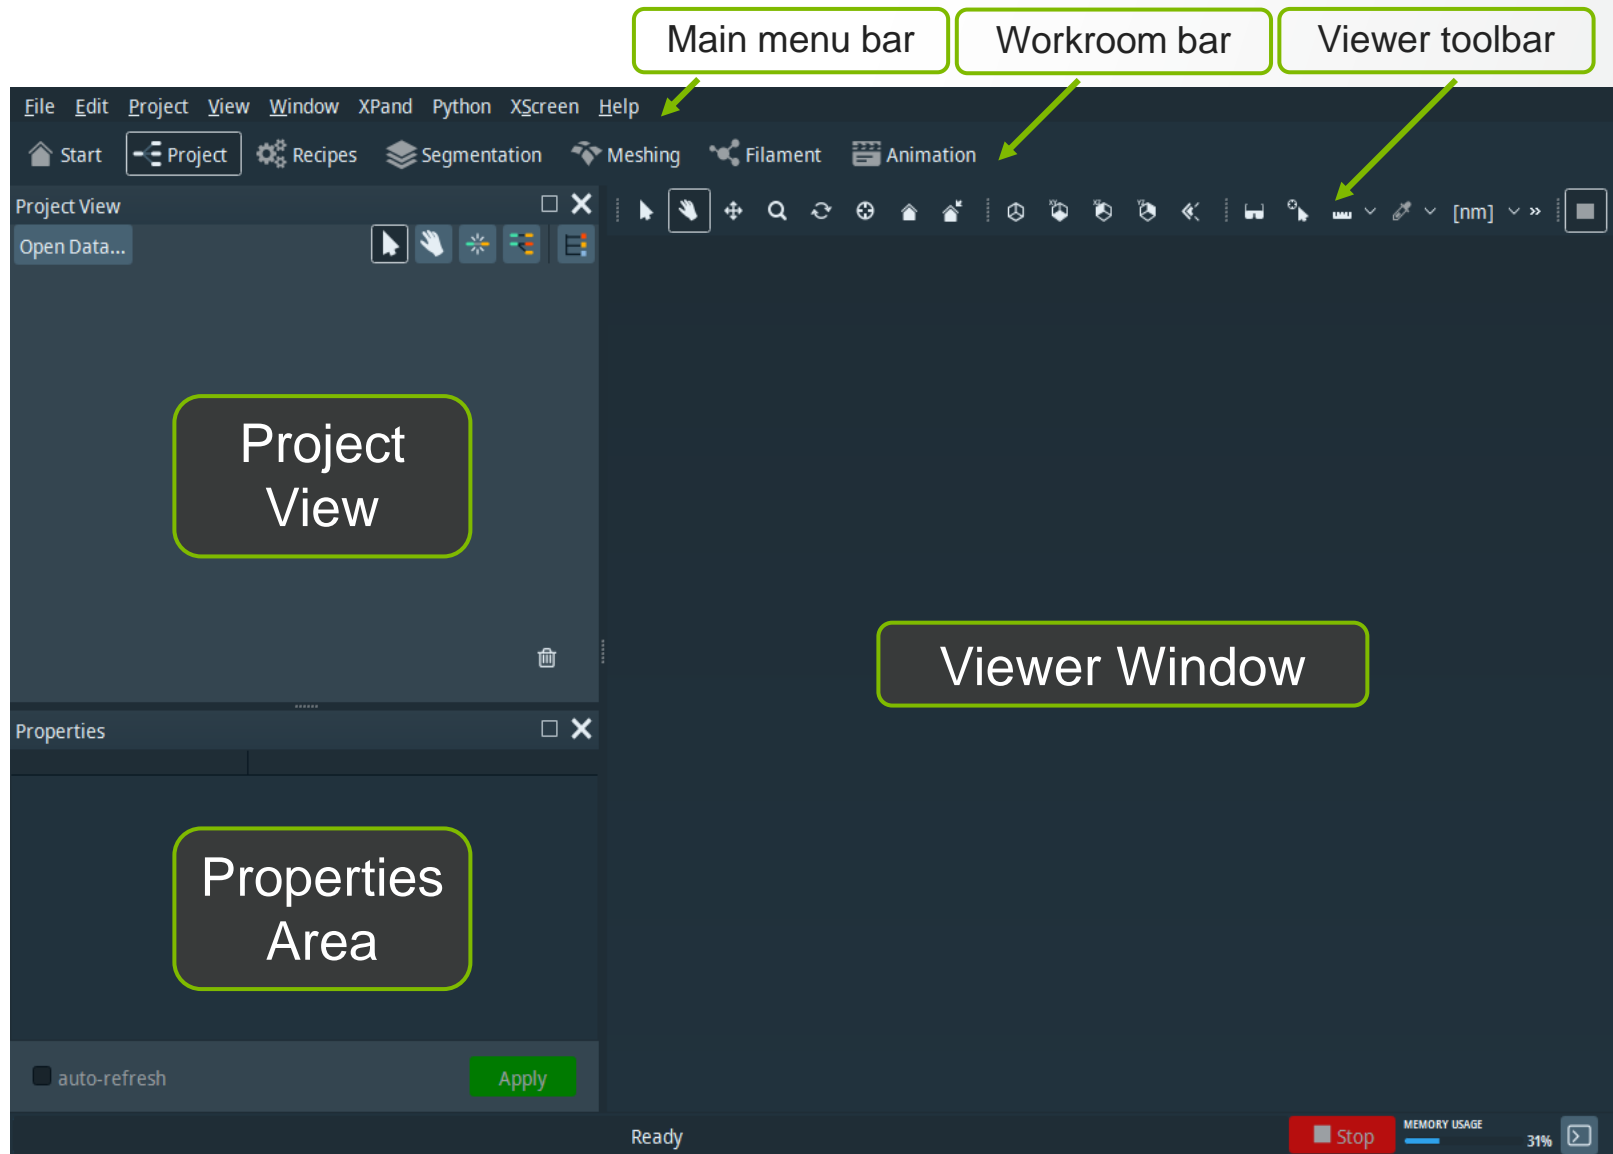 Main menu bar
Workroom bar
Viewer toolbar
File Edit Project View Window XPand Python XScreen Help
Start Project Recipes Segmentation Meshing Filament Animation
Project View
[nm]
Open Data...
Project
View
Viewer Window
Properties
Properties
Area
auto-refresh
Apply
Ready
Stop
MEMORY USAGE
31%